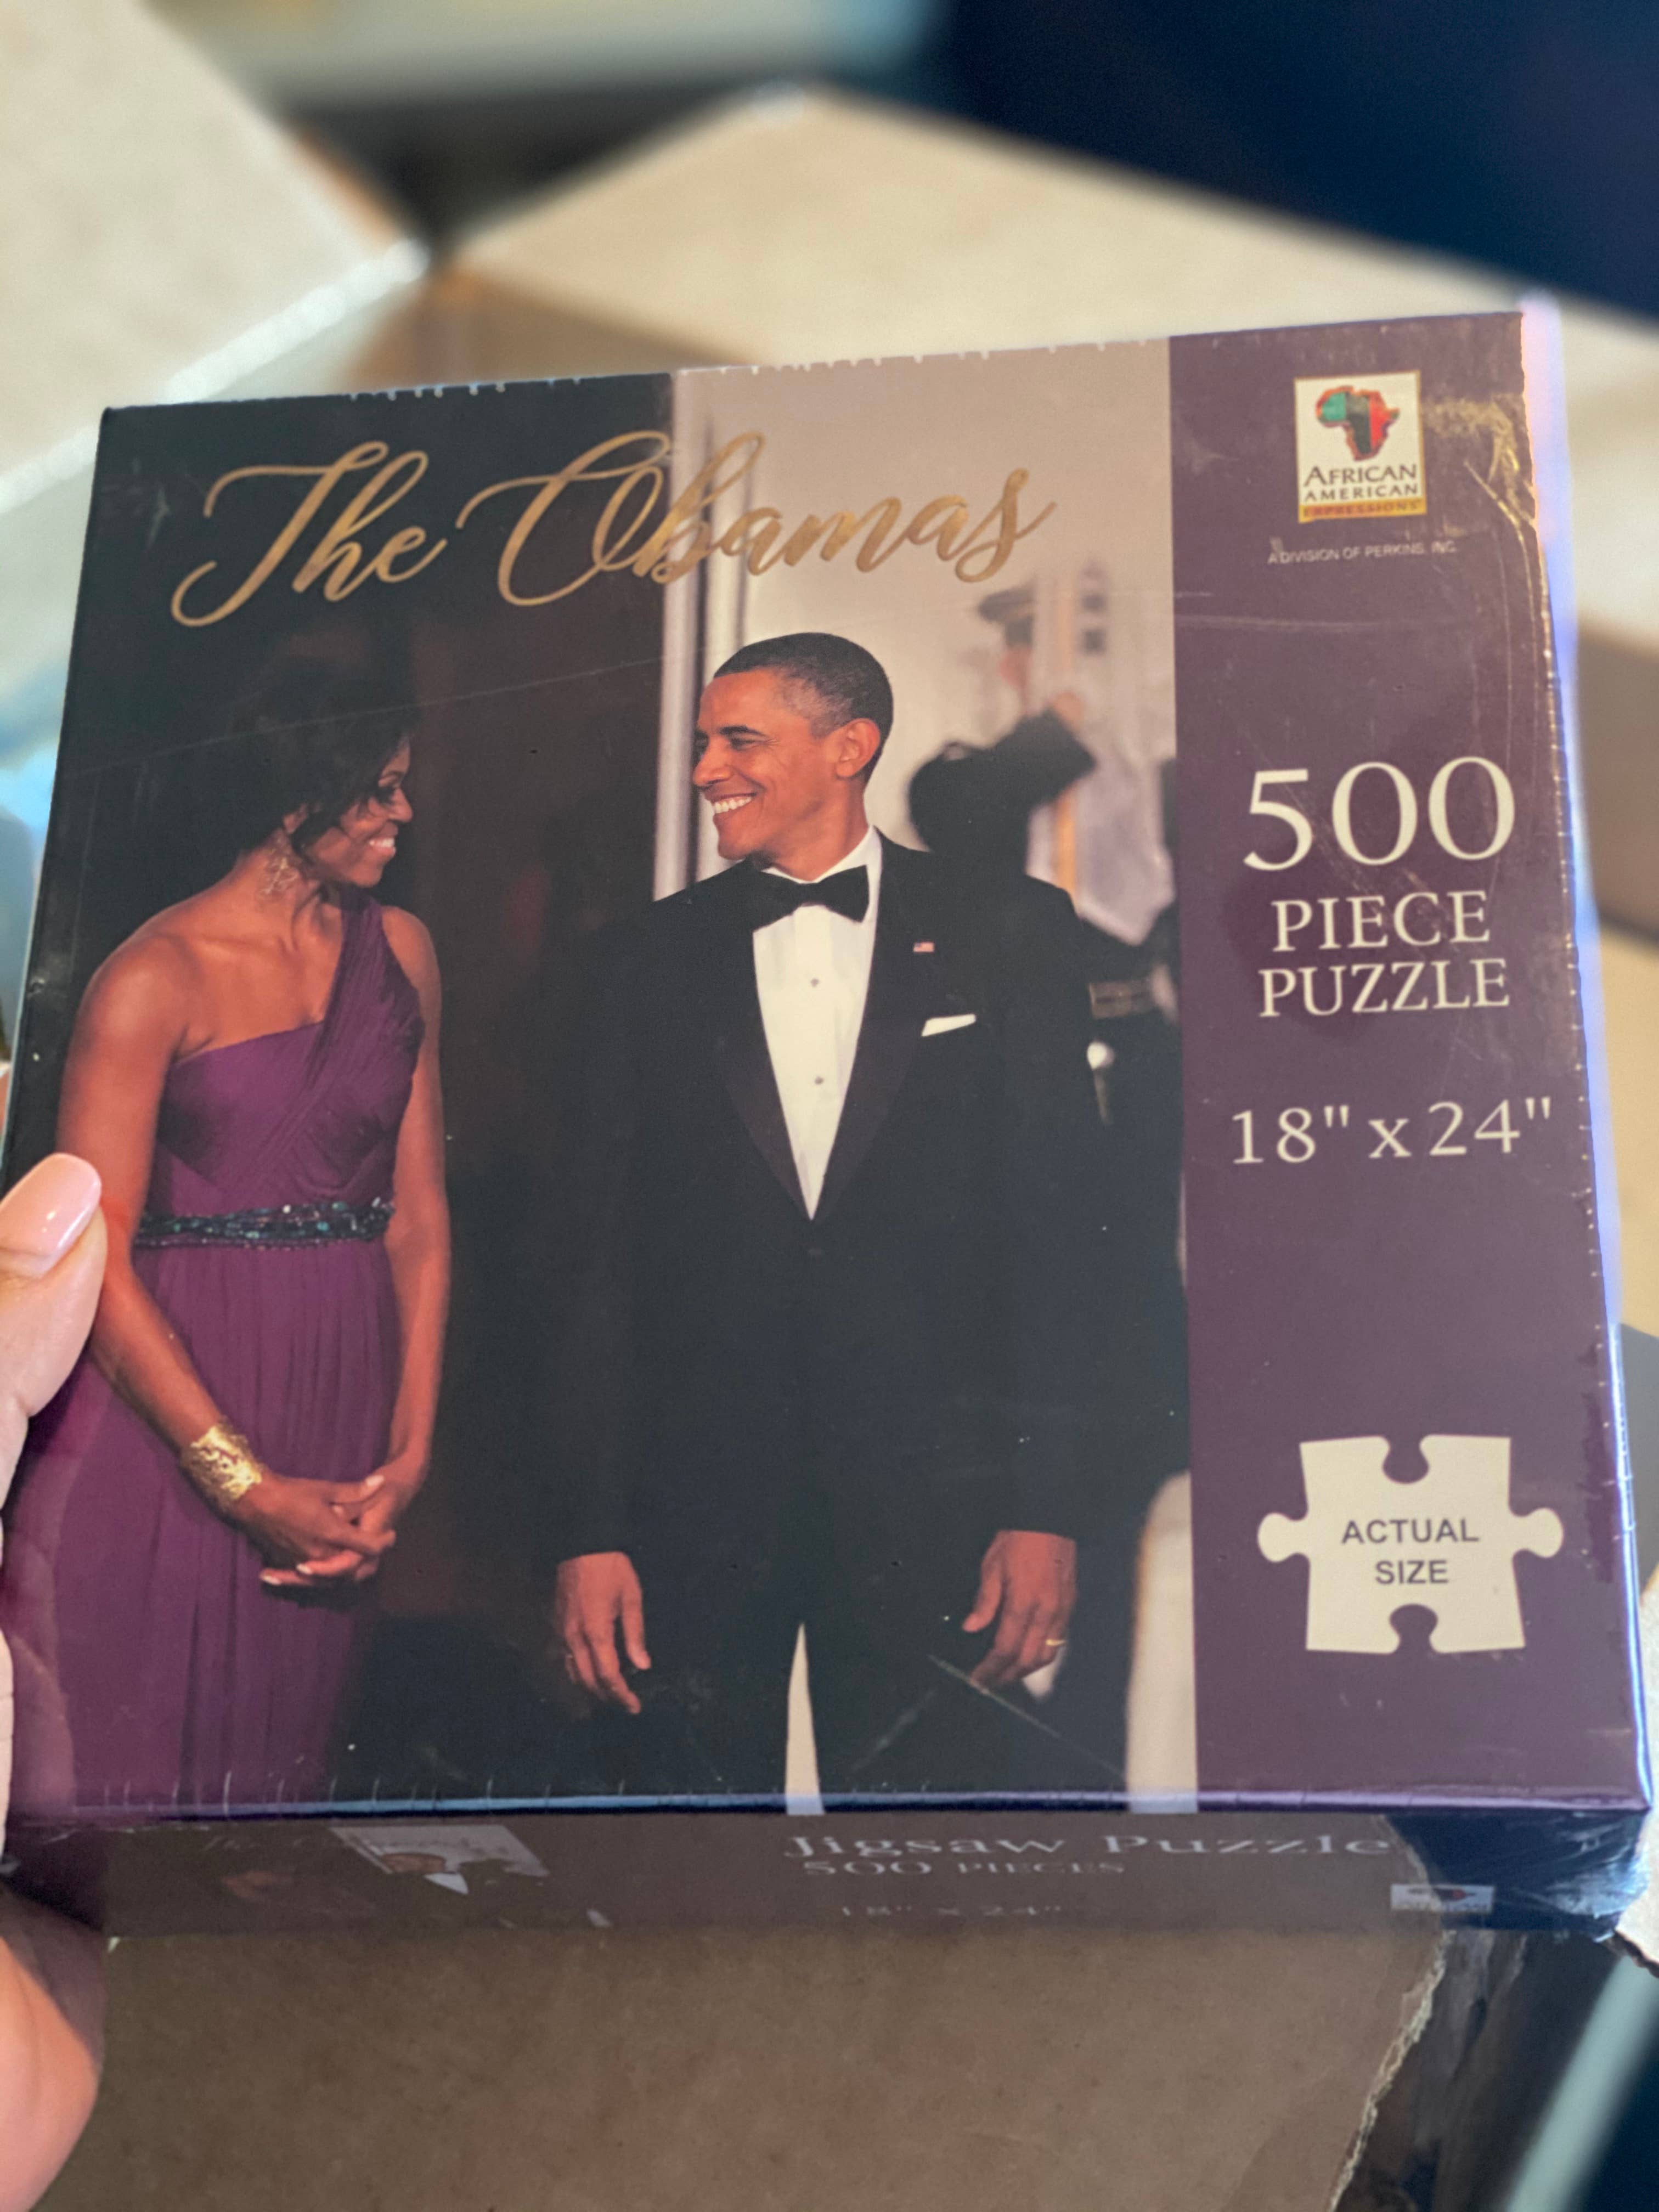 The Obamas
AFRICAN
AMERICAN
EXPRESSIONS
A DIVISION OF PERKINS, INC.
500
PIECE
PUZZLE
18" x 24"
ACTUAL
SIZE
Jigsaw Puzzle
500 PIECES
18" x 24"